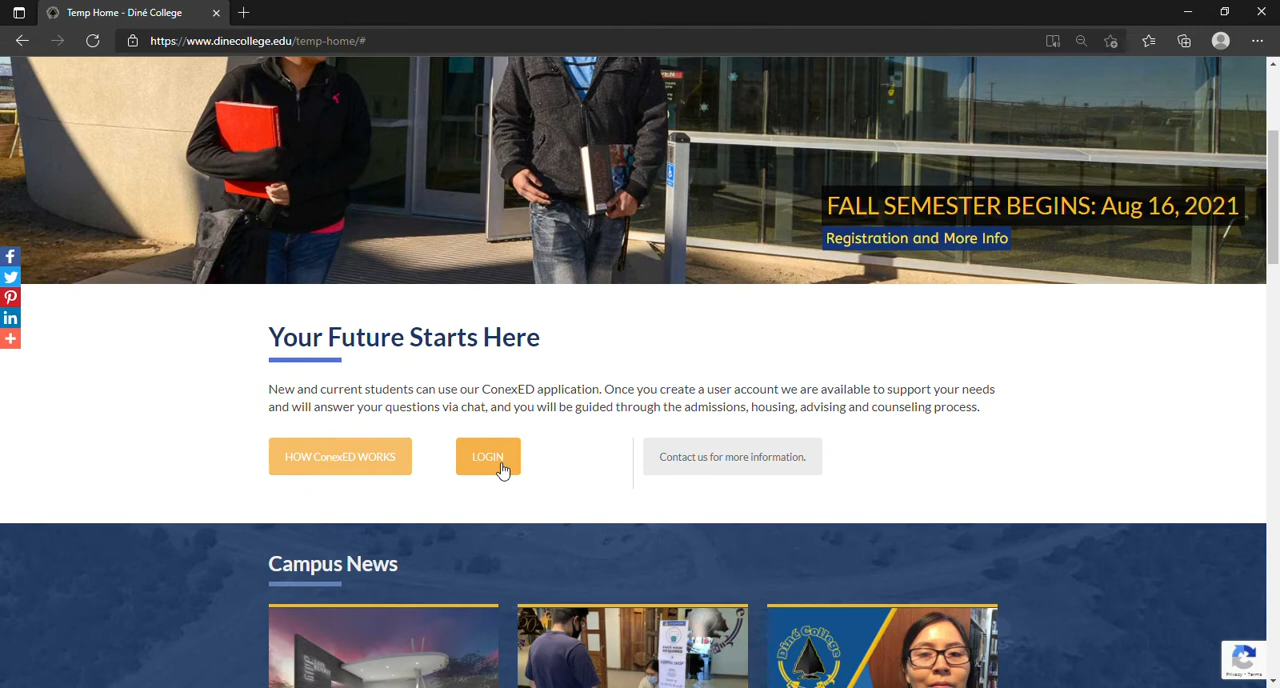 Temp Home - Diné College
https://www.dinecollege.edu/temp-home/#
FALL SEMESTER BEGINS: Aug 16, 2021
Registration and More Info
Your Future Starts Here
New and current students can use our ConexED application. Once you create a user account we are available to support your needs
and will answer your questions via chat, and you will be guided through the admissions, housing, advising and counseling process.
HOW ConexED WORKS
LOGIN
Contact us for more information.
Campus News
Diné College
Privacy - Terms